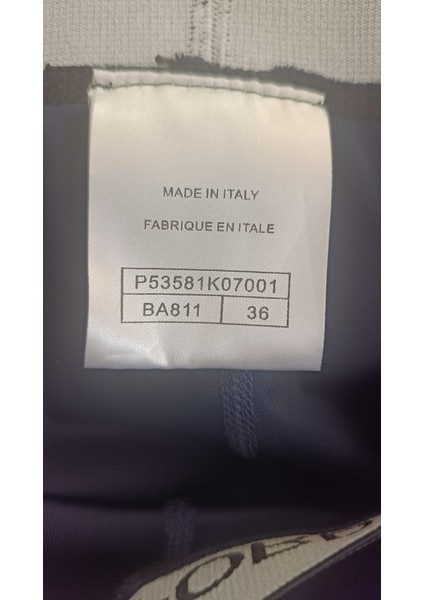 MADE IN ITALY
FABRIQUE EN ITALE
P53581K07001
BA811 36